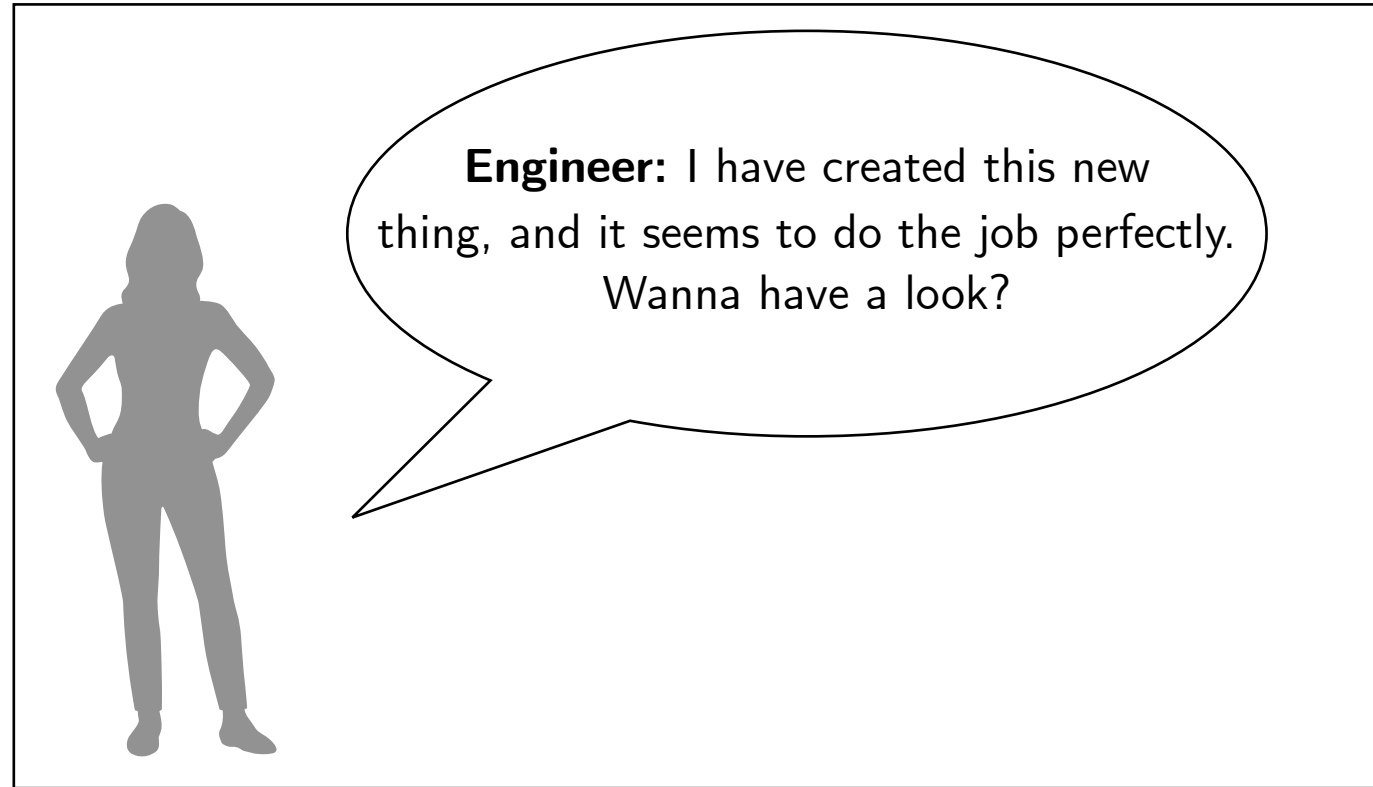 Engineer: I have created this new
thing, and it seems to do the job perfectly.
Wanna have a look?